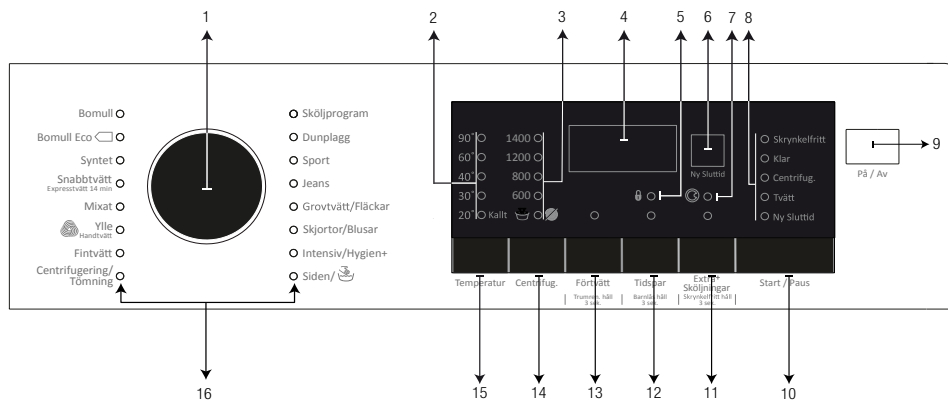 1
2
3
4
5
6
7
8
Bomull
Bomull Eco
Syntet
Snabbtvätt
Expresstvätt 14 min
Mixat
Ylle
Handtvätt
Fintvätt
Centrifugering/
Tömning
Sköljprogram
Dunplagg
Sport
Jeans
Grovtvätt/Fläckar
Skjortor/Blusar
Intensiv/Hygien+
Siden/
90°
60°
40°
30°
20° Kallt
1400
1200
800
600
Ny Sluttid
Skrynkelfritt
Klar
Centrifug.
Tvätt
Ny Sluttid
9
På / Av
Temperatur
Centrifug.
Förtvätt
Trumren. håll
3 sek.
Tidspar
Barnlås håll
3 sek.
Extra+
Sköljningar
Skrynkelfritt håll
3 sek.
Start / Paus
16
15
14
13
12
11
10